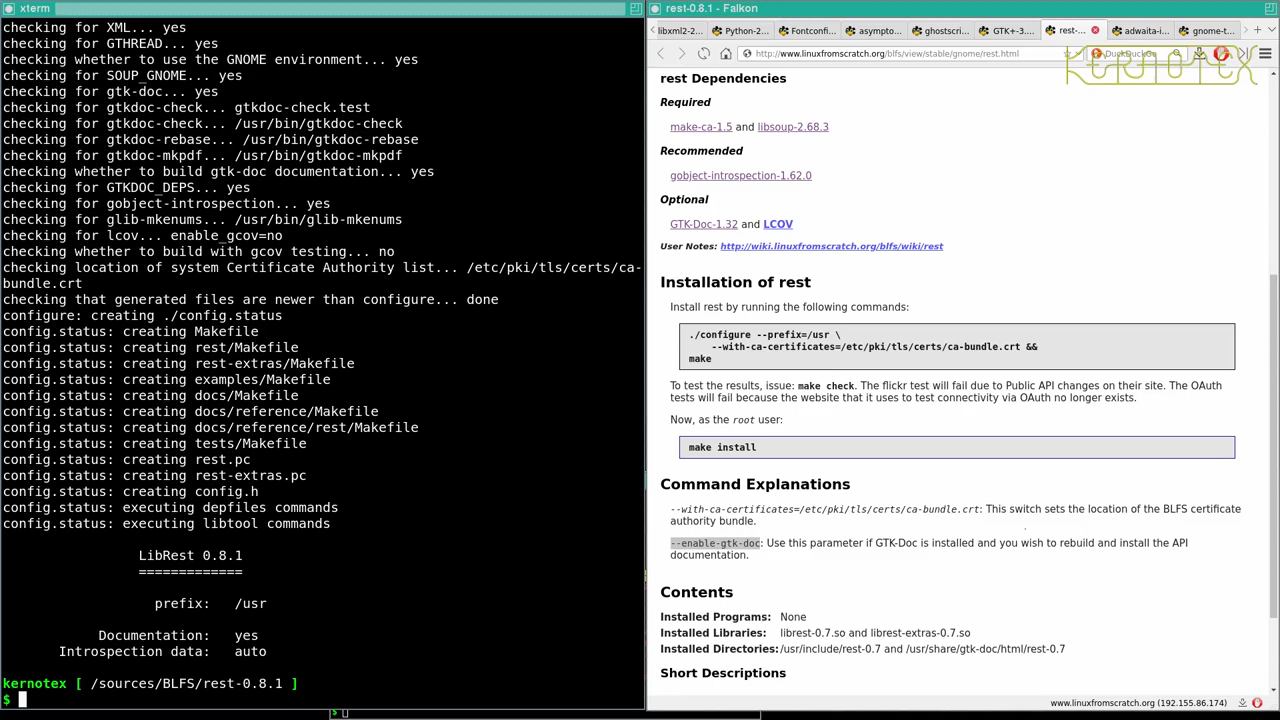 xterm
checking for XML... yes
checking for GTHREAD... yes
checking whether to use the GNOME environment... yes
checking for SOUP_GNOME... yes
checking for gtk-doc... yes
checking for gtkdoc-check... gtkdoc-check.test
checking for gtkdoc-check... /usr/bin/gtkdoc-check
checking for gtkdoc-rebase... /usr/bin/gtkdoc-rebase
checking for gtkdoc-mkpdf... /usr/bin/gtkdoc-mkpdf
checking whether to build gtk-doc documentation... yes
checking for GTKDOC_DEPS... yes
checking for gobject-introspection... yes
checking for glib-mkenums... /usr/bin/glib-mkenums
checking for lcov... enable_gcov=no
checking whether to build with gcov testing... no
checking location of system Certificate Authority list... /etc/pki/tls/certs/ca-
bundle.crt
checking that generated files are newer than configure... done
configure: creating ./config.status
config.status: creating Makefile
config.status: creating rest/Makefile
config.status: creating rest-extras/Makefile
config.status: creating examples/Makefile
config.status: creating docs/Makefile
config.status: creating docs/reference/Makefile
config.status: creating docs/reference/rest/Makefile
config.status: creating tests/Makefile
config.status: creating rest.pc
config.status: creating rest-extras.pc
config.status: creating config.h
config.status: executing depfiles commands
config.status: executing libtool commands
LibRest 0.8.1
=============
prefix: /usr
Documentation: yes
Introspection data: auto
kernotex [ /sources/BLFS/rest-0.8.1 ]
$
$
rest-0.8.1 - Falkon
libxml2-2... Python-2... Fontconfi... asympto... ghostscri... GTK+-3.... rest-... adwaita-i... gnome-t...
http://www.linuxfromscratch.org/blfs/view/stable/gnome/rest.html DuckDuckGo
KERNOTEX
rest Dependencies
Required
make-ca-1.5 and libsoup-2.68.3
Recommended
gobject-introspection-1.62.0
Optional
GTK-Doc-1.32 and LCOV
User Notes: http://wiki.linuxfromscratch.org/blfs/wiki/rest
Installation of rest
Install rest by running the following commands:
./configure --prefix=/usr \
--with-ca-certificates=/etc/pki/tls/certs/ca-bundle.crt &&
make
To test the results, issue: make check. The flickr test will fail due to Public API changes on their site. The OAuth
tests will fail because the website that it uses to test connectivity via OAuth no longer exists.
Now, as the root user:
make install
Command Explanations
--with-ca-certificates=/etc/pki/tls/certs/ca-bundle.crt: This switch sets the location of the BLFS certificate
authority bundle.
--enable-gtk-doc: Use this parameter if GTK-Doc is installed and you wish to rebuild and install the API
documentation.
Contents
Installed Programs: None
Installed Libraries: librest-0.7.so and librest-extras-0.7.so
Installed Directories: /usr/include/rest-0.7 and /usr/share/gtk-doc/html/rest-0.7
Short Descriptions
www.linuxfromscratch.org (192.155.86.174)